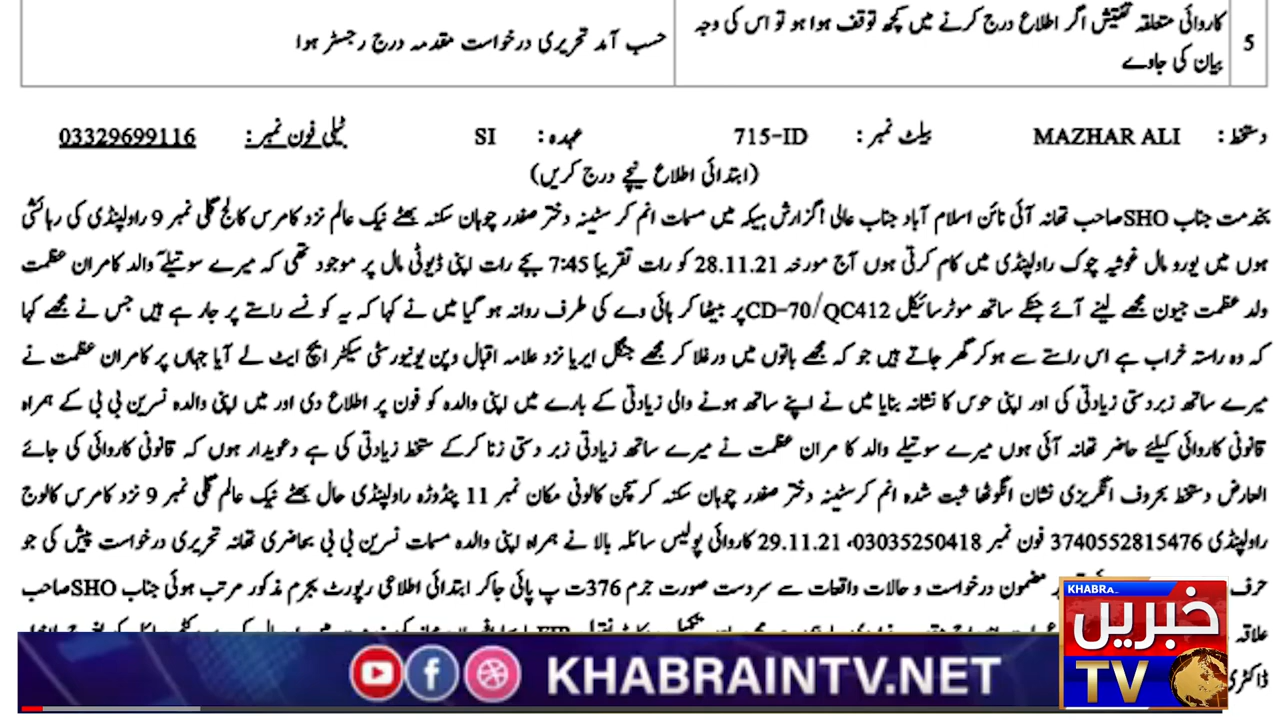 5 کاروائی متعلقہ تفتیش اگر اطلاع درج کرنے میں کچھ توقف ہوا ہو تو اس کی وجہ بیان کی جاوے
حسب آمد تحریری درخواست مقدمہ درج رجسٹر ہوا
دستخط: MAZHAR ALI بیلٹ نمبر: 715-ID عہدہ: SI ٹیلی فون نمبر: 03329699116
(ابتدائی اطلاع نیچے درج کریں)
بخدمت جناب SHO صاحب تھانہ آئی نائن اسلام آباد جناب عالی !گزارش ہیکہ میں مسمات انم کرسٹینہ دختر صفدر چوہان سکنہ بھٹے نیک عالم نزد کامرس کالج گلی نمبر 9 راولپنڈی کی رہائشی
ہوں میں یورو مال غوثیہ چوک راولپنڈی میں کام کرتی ہوں آج مورخہ 28.11.21 کو رات تقریباً 7:45 بجے رات اپنی ڈیوٹی مال پر موجود تھی کہ میرے سوتیلے والد کامران عظمت
ولد عظمت جیون مجھے لینے آئے جنکے ساتھ موٹرسائیکل CD-70/QC412 پر بیٹھا کر ہائی وے کی طرف روانہ ہو گیا میں نے کہا کہ یہ کونسے راستے پر جارہے ہیں جس نے مجھے کہا
کہ وہ راستہ خراب ہے اس راستے سے ہوکر گھر جاتے ہیں جو کہ مجھے باتوں میں ورغلا کر مجھے جنگل ایریا نزد علامہ اقبال وپن یونیورسٹی سیکٹر ایچ ایٹ لے آیا جہاں پر کامران عظمت نے
میرے ساتھ زبردستی زیادتی کی اور اپنی حوس کا نشانہ بنایا میں نے اپنے ساتھ ہونے والی زیادتی کے بارے میں اپنی والدہ کو فون پر اطلاع دی اور میں اپنی والدہ نسرین بی بی کے ہمراہ
قانونی کاروائی کیلئے حاضر تھانہ آئی ہوں میرے سوتیلے والد کامران عظمت نے میرے ساتھ زیادتی زبردستی زنا کرکے سخت زیادتی کی ہے دعویدار ہوں کہ قانونی کاروائی کی جائے
العارض دستخط بحروف انگریزی نشان انگوٹھا ثبت شدہ انم کرسٹینہ دختر صفدر چوہان سکنہ کرسچن کالونی مکان نمبر 11 پنڈوڑہ راولپنڈی حال بھٹے نیک عالم گلی نمبر 9 نزد کامرس کالوج
راولپنڈی 3740552815476 فون نمبر 03035250418، 29.11.21 کاروائی پولیس سائلہ بالا نے ہمراہ اپنی والدہ مسمات نسرین بی بی بحاضری تھانہ تحریری درخواست پیش کی جو
حرف مضمون درخواست و حالات واقعات سے سردست صورت جرم 376ت پ پائی جاکر ابتدائی اطلاعی رپورٹ بجرم مذکور مرتب ہوئی جناب SHO صاحب
علاقہ
ڈاکٹری
KHABRAINTV.NET
خبریں
TV